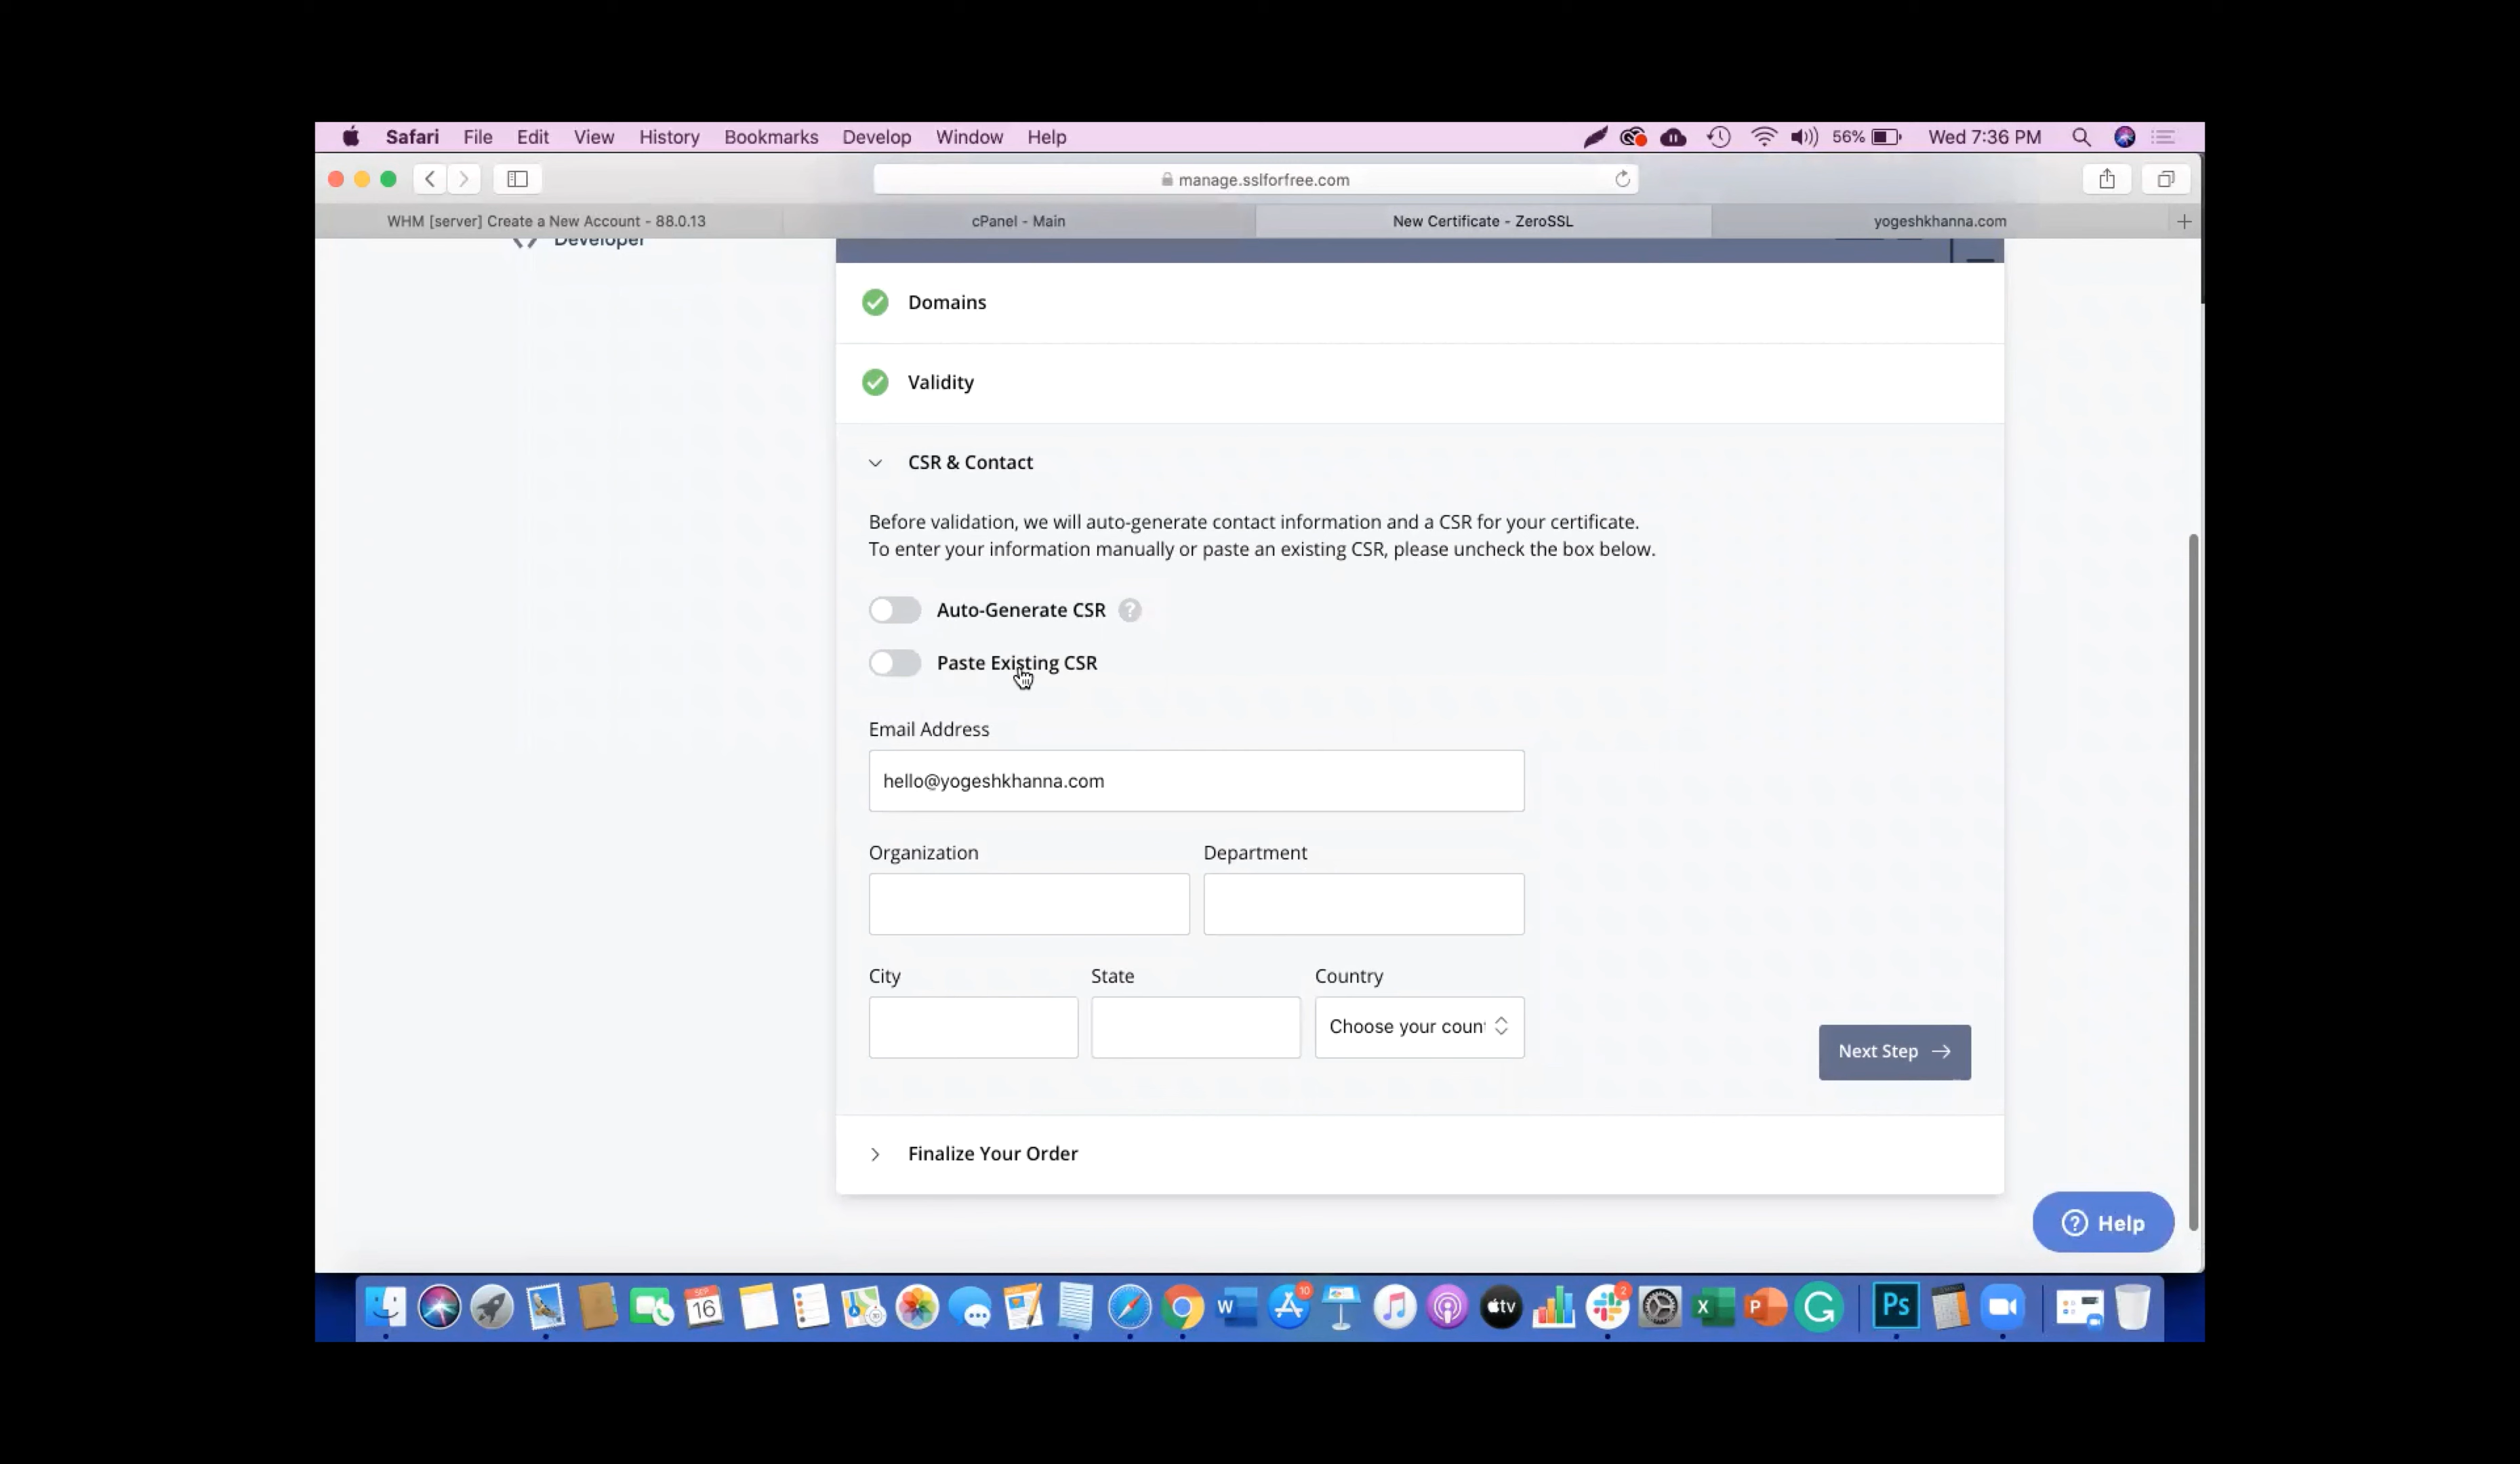 Safari File Edit View History Bookmarks Develop Window Help 56% Wed 7:36 PM
manage.sslforfree.com
WHM [server] Create a New Account - 88.0.13 cPanel - Main New Certificate - ZeroSSL yogeshkhanna.com
Developer
Domains
Validity
CSR & Contact
Before validation, we will auto-generate contact information and a CSR for your certificate.
To enter your information manually or paste an existing CSR, please uncheck the box below.
Auto-Generate CSR ?
Paste Existing CSR
Email Address
hello@yogeshkhanna.com
Organization Department
City State Country
Choose your coun
Next Step
Finalize Your Order
? Help
SEP
16
10
W
tv
2
X
P
G
Ps